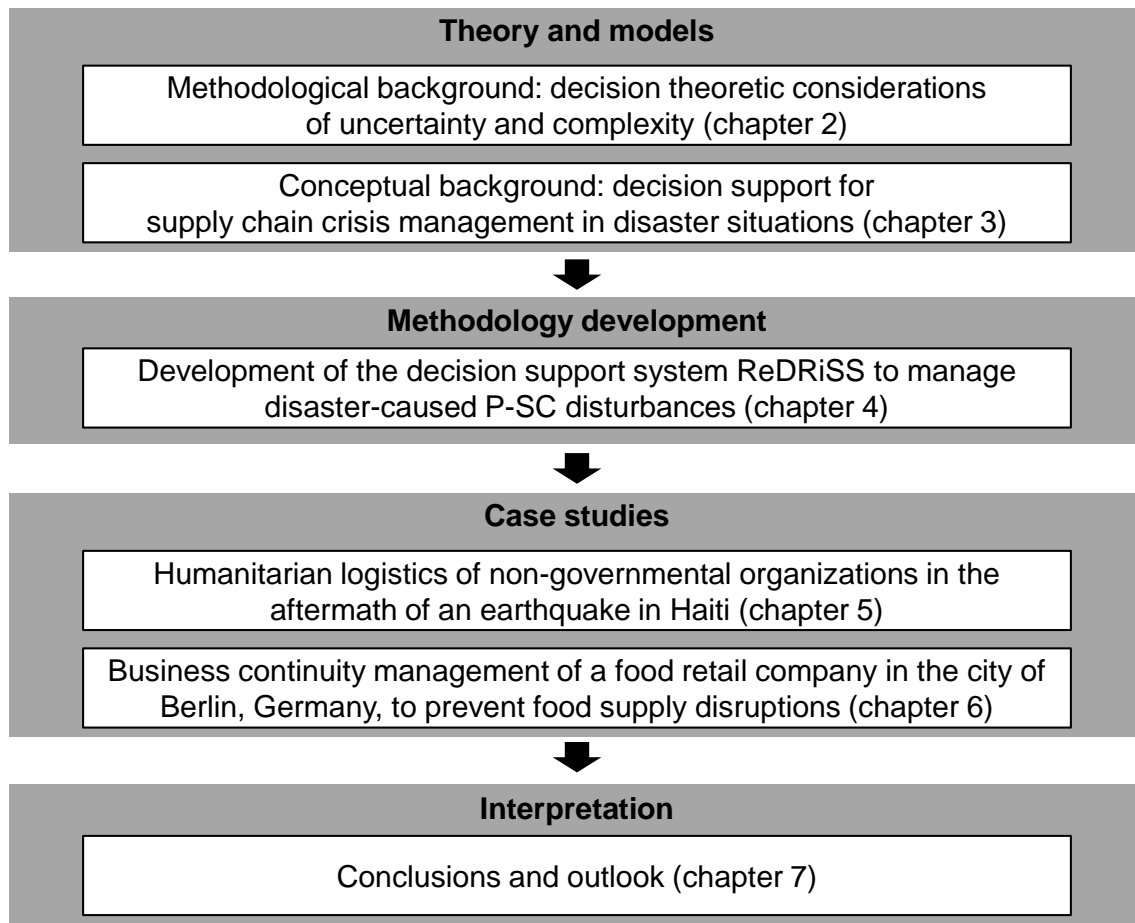 Theory and models
Methodological background: decision theoretic considerations
of uncertainty and complexity (chapter 2)
Conceptual background: decision support for
supply chain crisis management in disaster situations (chapter 3)
Methodology development
Development of the decision support system ReDRiSS to manage
disaster-caused P-SC disturbances (chapter 4)
Case studies
Humanitarian logistics of non-governmental organizations in the
aftermath of an earthquake in Haiti (chapter 5)
Business continuity management of a food retail company in the city of
Berlin, Germany, to prevent food supply disruptions (chapter 6)
Interpretation
Conclusions and outlook (chapter 7)